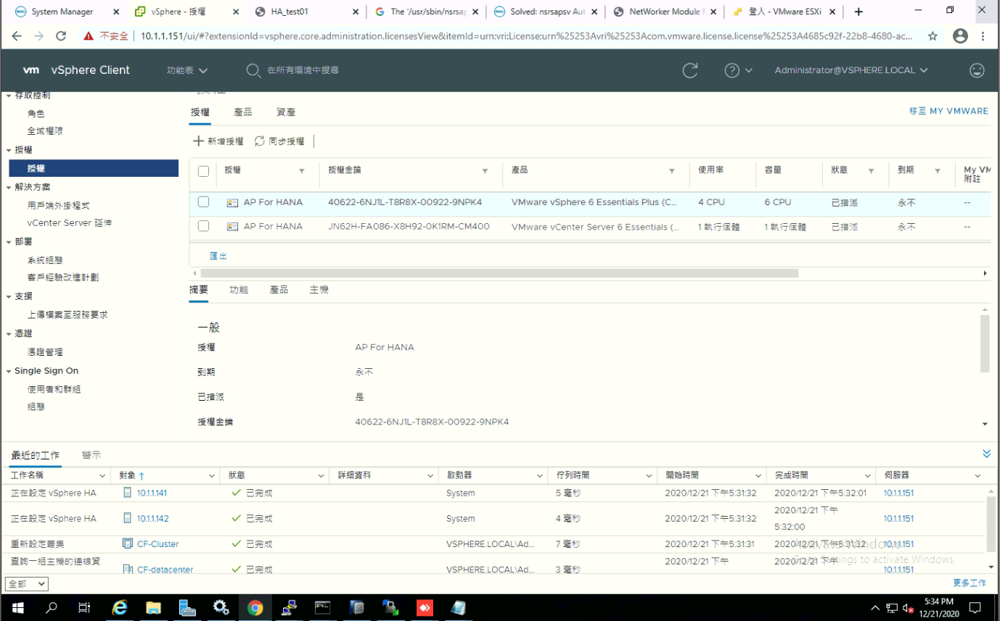 System Manager
vSphere - 授權
HA_test01
The '/usr/sbin/nsrsap
Solved: nsrsapsv Aut
NetWorker Module f
登入 - VMware ESXi
不安全
10.1.1.151/ui/#?extensionId=vsphere.core.administration.licensesView&itemId=urn:vri:License:urn%25253Avri%25253Acom.vmware.license.license%25253A4685c92f-22b8-4680-ac...
vm vSphere Client
功能表
在所有環境中搜尋
Administrator@VSPHERE.LOCAL
存取控制
角色
全域權限
授權
授權
解決方案
用戶端外掛程式
vCenter Server 延伸
部署
系統組態
客戶經驗改進計劃
支援
上傳檔案至服務要求
憑證
憑證管理
Single Sign On
使用者和群組
組態
授權 產品 資產
移至 MY VMWARE
新增授權 同步授權
授權 授權金鑰 產品 使用率 容量 狀態 到期 My VM
附註
AP For HANA 40622-6NJ1L-T8R8X-00922-9NPK4 VMware vSphere 6 Essentials Plus (C... 4 CPU 6 CPU 已指派 永不 --
AP For HANA JN62H-FA086-X8H92-0K1RM-CM400 VMware vCenter Server 6 Essentials (... 1 執行個體 1 執行個體 已指派 永不 --
匯出
摘要 功能 產品 主機
一般
授權 AP For HANA
到期 永不
已指派 是
授權金鑰 40622-6NJ1L-T8R8X-00922-9NPK4
最近的工作 警示
工作名稱 對象 狀態 詳細資料 啟動器 佇列時間 開始時間 完成時間 伺服器
正在設定 vSphere HA 10.1.1.141 已完成 System 5 毫秒 2020/12/21 下午5:31:32 2020/12/21 下午5:32:01 10.1.1.151
正在設定 vSphere HA 10.1.1.142 已完成 System 4 毫秒 2020/12/21 下午5:31:32 2020/12/21 下午
5:32:00 10.1.1.151
重新設定叢集 CF-Cluster 已完成 VSPHERE.LOCAL\Ad... 7 毫秒 2020/12/21 下午5:31:31 2020/12/21 下午5:31:32 10.1.1.151
查詢一組主機的連線資 CF-datacenter 已完成 VSPHERE.LOCAL\Ad... 3 毫秒 2020/12/21 下午 2020/12/21 下午 10.1.1.151
Activate Windows
Go to Settings to activate Windows.
全部
更多工作
5:34 PM
12/21/2020